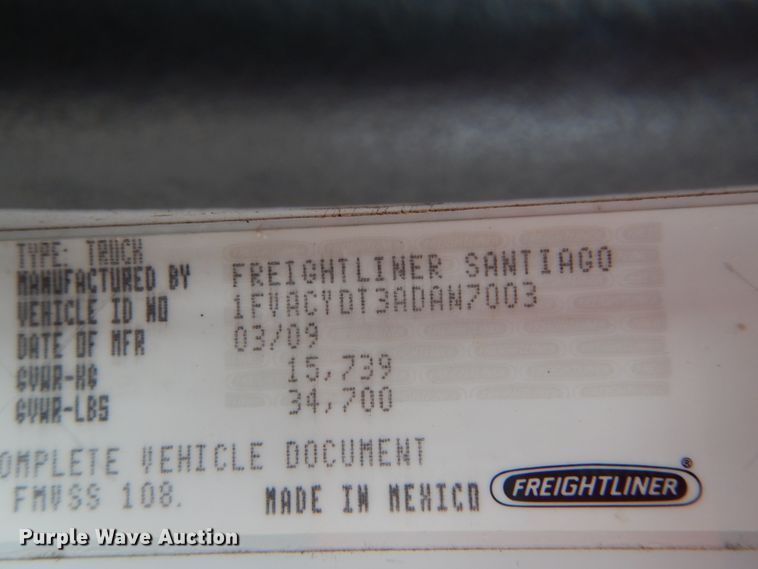 TYPE: TRUCK
MANUFACTURED BY FREIGHTLINER SANTIAGO
VEHICLE ID NO 1FVACYDT3ADAN7003
DATE OF MFR 03/09
GVWR-KG 15,739
GVWR-LBS 34,700
OMPLETE VEHICLE DOCUMENT
FMVSS 108. MADE IN MEXICO FREIGHTLINER®
Purple Wave Auction